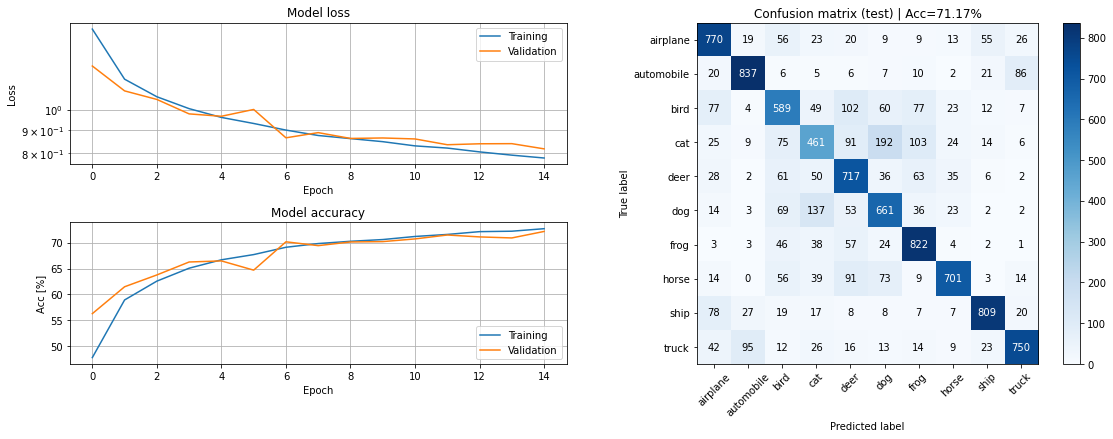 Model loss
Loss
10⁰
9 × 10⁻¹
8 × 10⁻¹
Training
Validation
0 2 4 6 8 10 12 14
Epoch
Model accuracy
Acc [%]
70
65
60
55
50
Training
Validation
0 2 4 6 8 10 12 14
Epoch
Confusion matrix (test) | Acc=71.17%
True label
airplane 770 19 56 23 20 9 9 13 55 26
automobile 20 837 6 5 6 7 10 2 21 86
bird 77 4 589 49 102 60 77 23 12 7
cat 25 9 75 461 91 192 103 24 14 6
deer 28 2 61 50 717 36 63 35 6 2
dog 14 3 69 137 53 661 36 23 2 2
frog 3 3 46 38 57 24 822 4 2 1
horse 14 0 56 39 91 73 9 701 3 14
ship 78 27 19 17 8 8 7 7 809 20
truck 42 95 12 26 16 13 14 9 23 750
airplane automobile bird cat deer dog frog horse ship truck
Predicted label
800
700
600
500
400
300
200
100
0